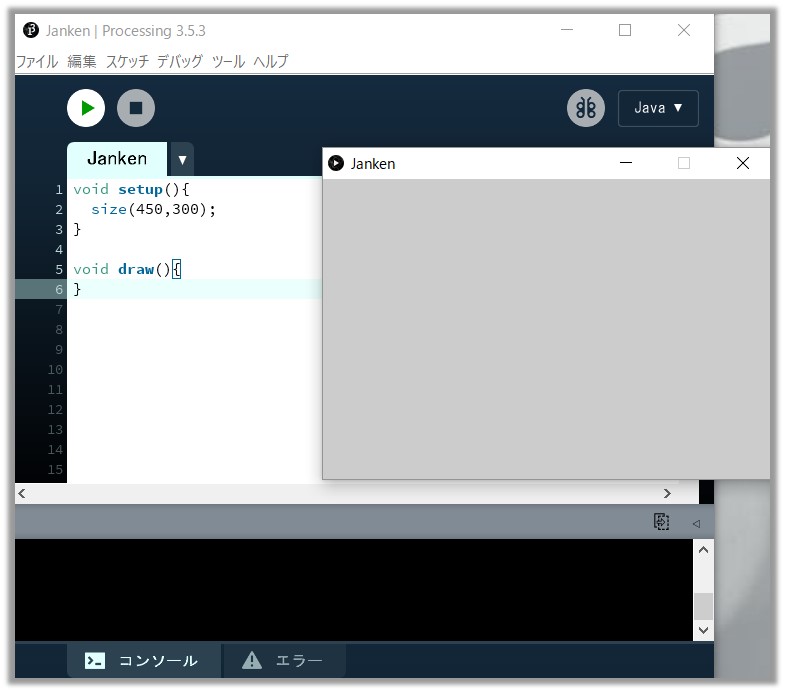 Janken | Processing 3.5.3
ファイル 編集 スケッチ デバッグ ツール ヘルプ
Java ▼
Janken ▼
Janken
1 void setup(){
2   size(450,300);
3 }
4
5 void draw(){
6 }
7
8
9
10
11
12
13
14
15
コンソール エラー